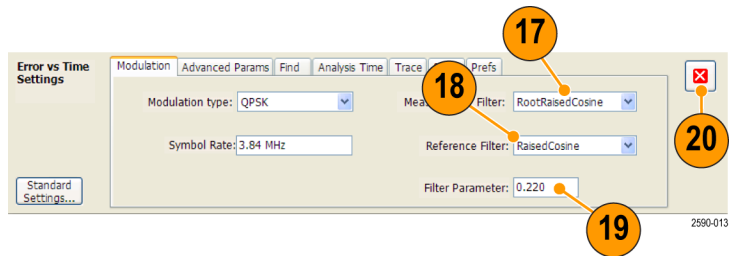 17
Error vs Time
Settings
Modulation Advanced Params Find Analysis Time Trace Prefs
18
Modulation type: QPSK Filter: RootRaisedCosine
20
Symbol Rate: 3.84 MHz Reference Filter: RaisedCosine
Standard
Settings...
Filter Parameter: 0.220
19
2590-013